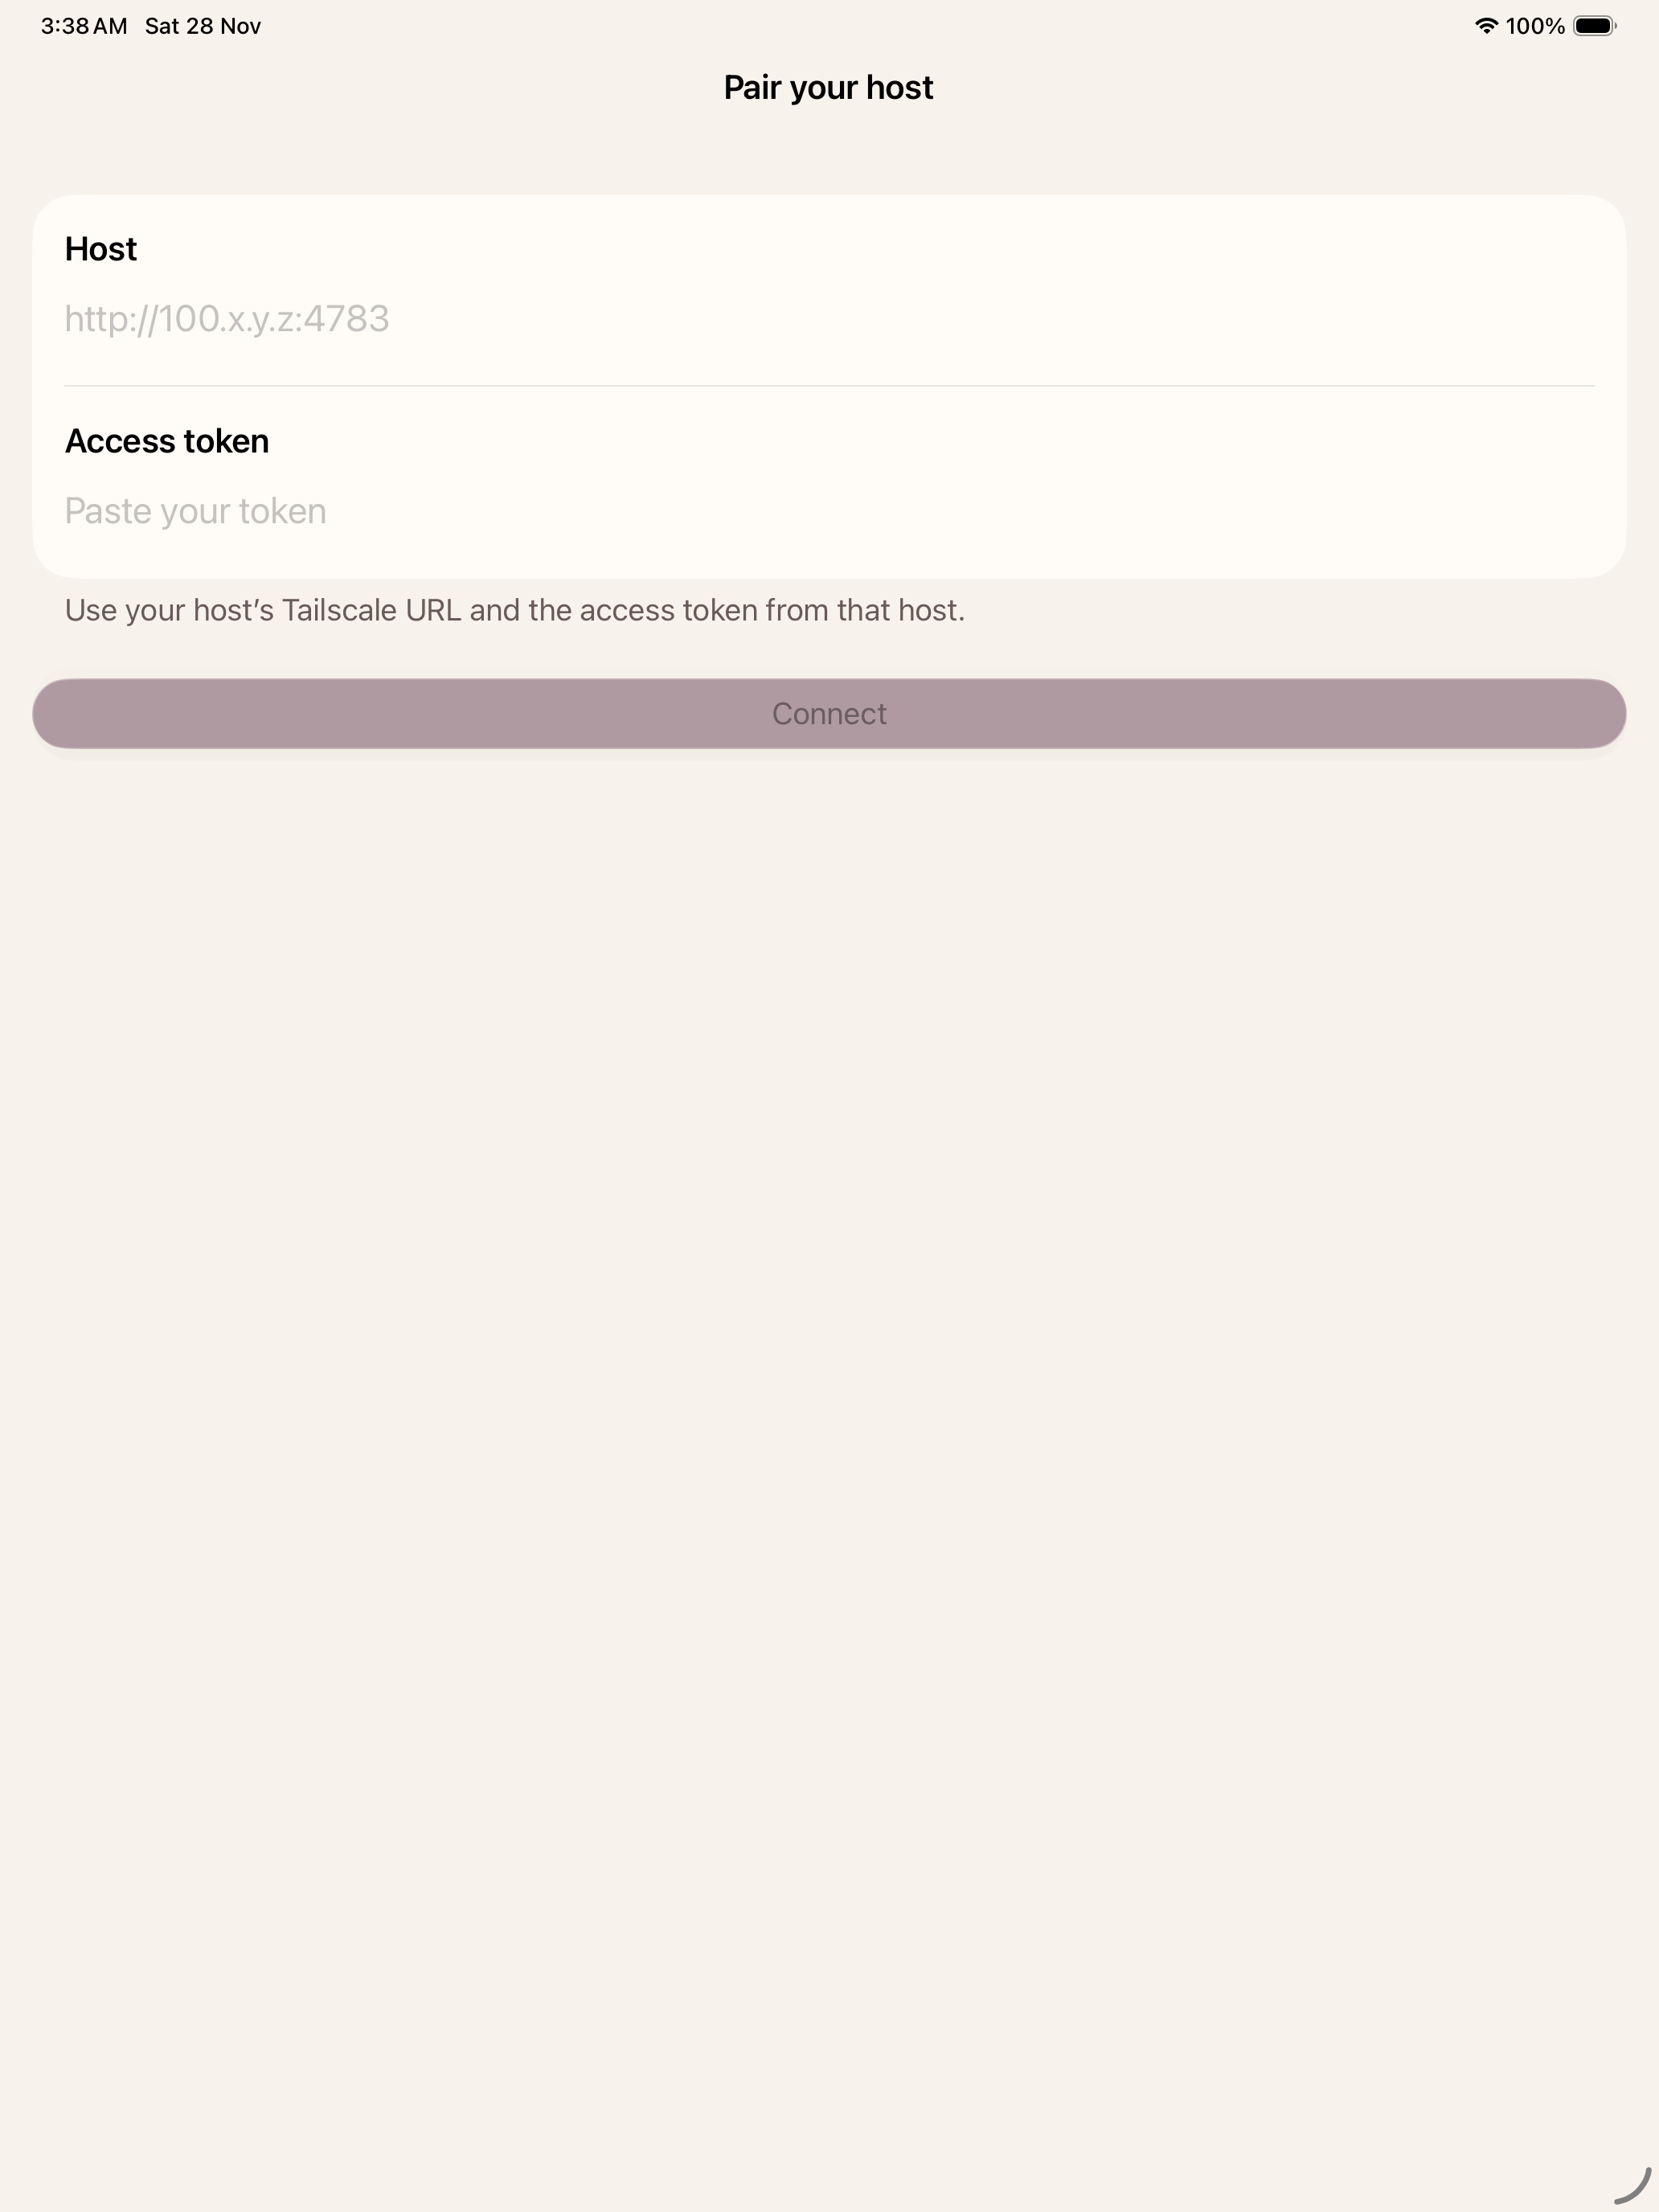 3:38 AM Sat 28 Nov
100%
Pair your host
Host
http://100.x.y.z:4783
Access token
Paste your token
Use your host’s Tailscale URL and the access token from that host.
Connect